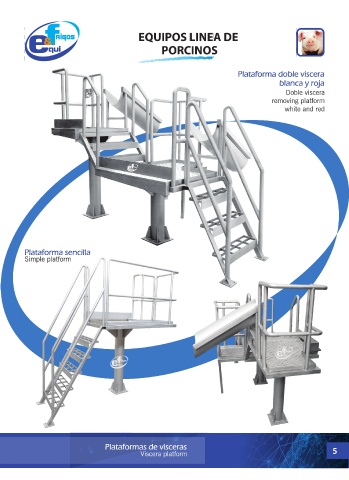 Equi
frigos
EQUIPOS LINEA DE
PORCINOS
Plataforma doble viscera
blanca y roja
Doble viscera
removing platform
white and red
Plataforma sencilla
Simple platform
Plataformas de vísceras
Viscera platform
5